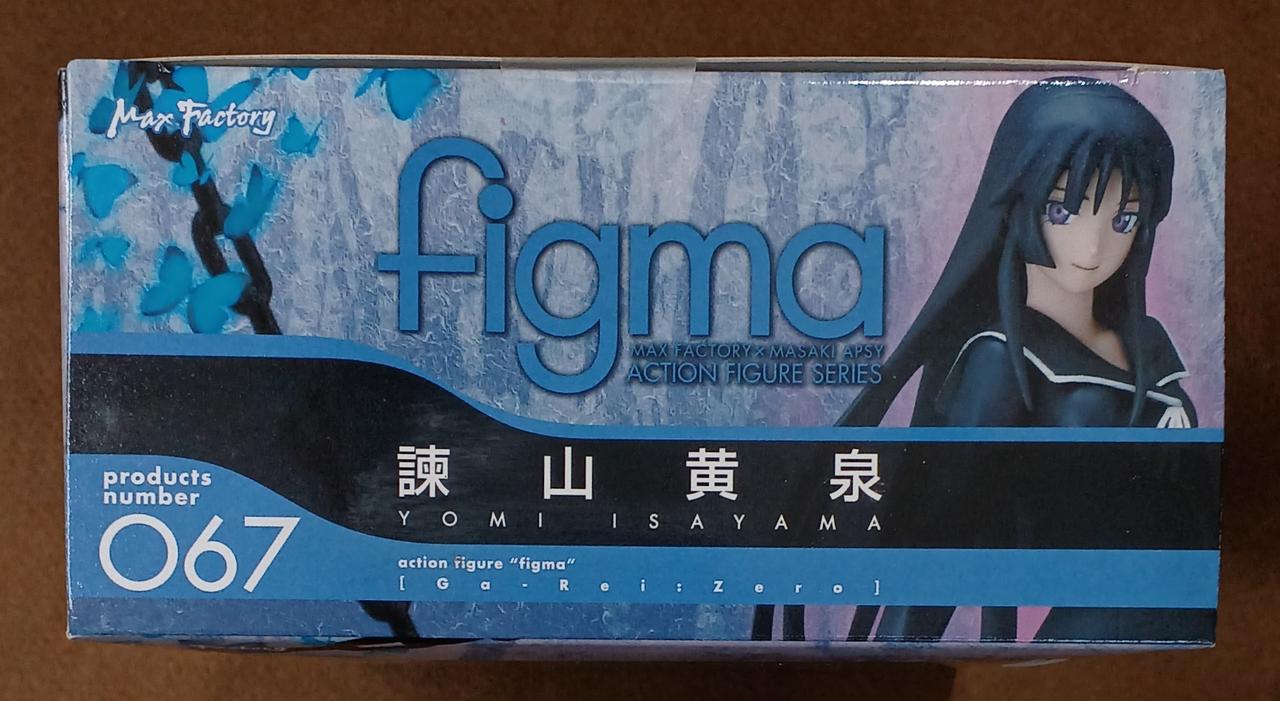 Max Factory
figma
MAX FACTORY × MASAKI APSY
ACTION FIGURE SERIES
諫山黄泉
YOMI ISAYAMA
products
number
067
action figure "figma"
[Ga-Rei:Zero]